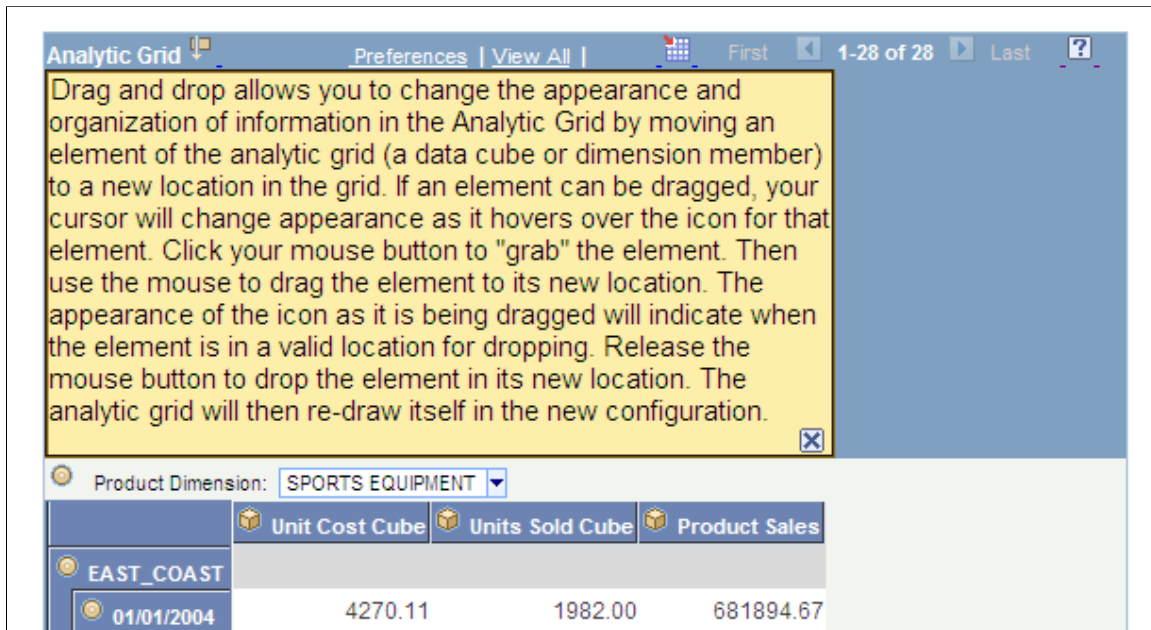 Analytic Grid Preferences | View All | First 1-28 of 28 Last ?
Drag and drop allows you to change the appearance and
organization of information in the Analytic Grid by moving an
element of the analytic grid (a data cube or dimension member)
to a new location in the grid. If an element can be dragged, your
cursor will change appearance as it hovers over the icon for that
element. Click your mouse button to "grab" the element. Then
use the mouse to drag the element to its new location. The
appearance of the icon as it is being dragged will indicate when
the element is in a valid location for dropping. Release the
mouse button to drop the element in its new location. The
analytic grid will then re-draw itself in the new configuration.
Product Dimension: SPORTS EQUIPMENT
Unit Cost Cube Units Sold Cube Product Sales
EAST_COAST
01/01/2004 4270.11 1982.00 681894.67